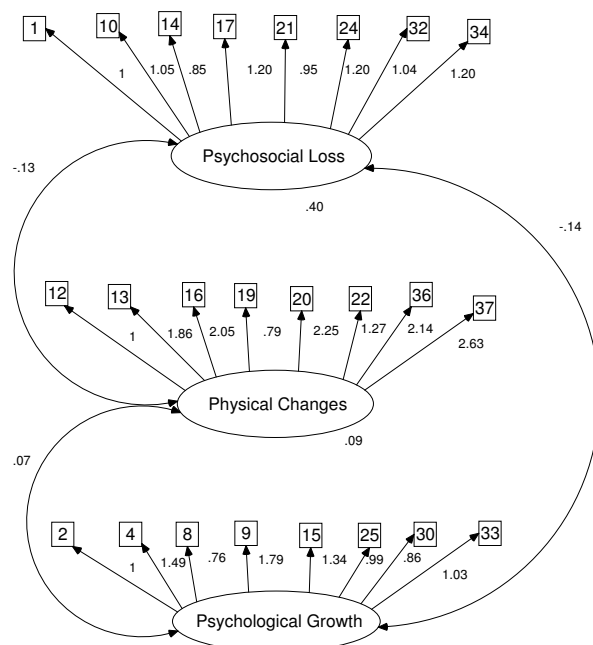 1 10 14 17 21 24 32 34
1 1.05 .85 1.20 .95 1.20 1.04 1.20
Psychosocial Loss
-.13
.40
-.14
12 13 16 19 20 22 36 37
1 1.86 2.05 .79 2.25 1.27 2.14 2.63
Physical Changes
.09
.07
2 4 8 9 15 25 30 33
1 1.49 .76 1.79 1.34 .99 .86 1.03
Psychological Growth